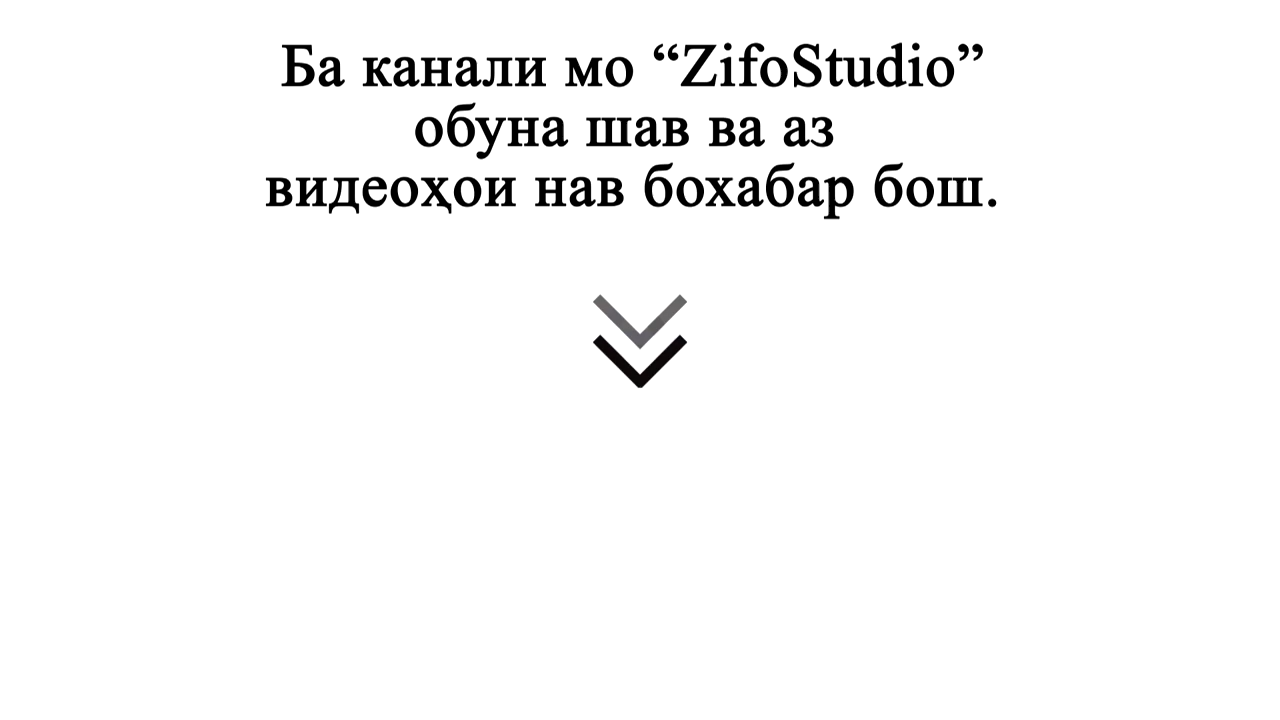 Ба канали мо “ZifoStudio”
обуна шав ва аз
видеоҳои нав бохабар бош.